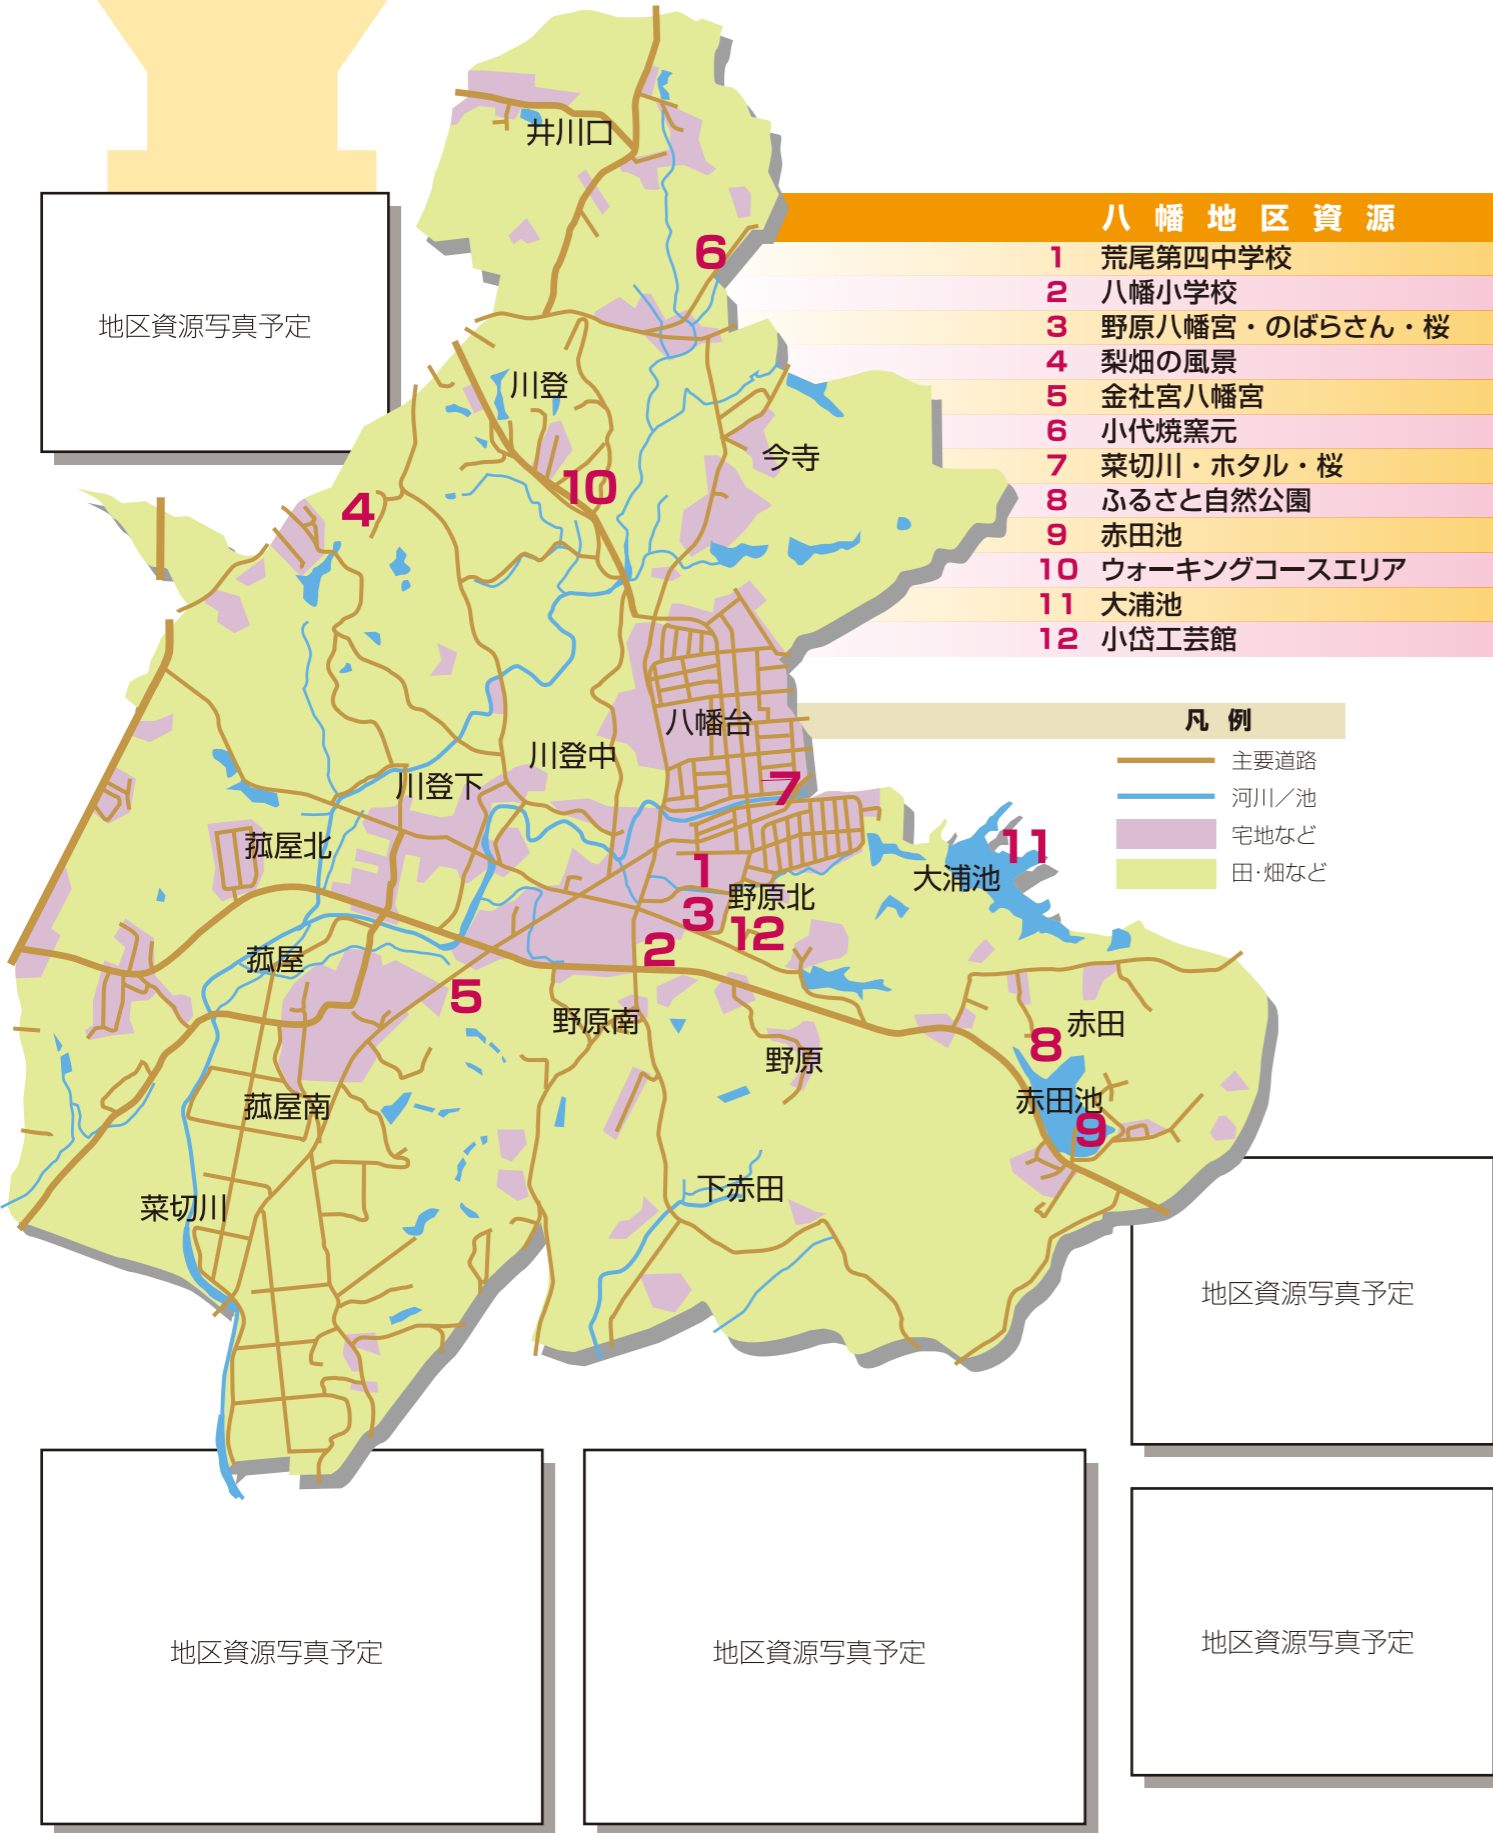 井川口
6
八幡地区資源
1 荒尾第四中学校
2 八幡小学校
3 野原八幡宮・のばらさん・桜
4 梨畑の風景
5 金社宮八幡宮
6 小代焼窯元
7 菜切川・ホタル・桜
8 ふるさと自然公園
9 赤田池
10 ウォーキングコースエリア
11 大浦池
12 小岱工芸館
地区資源写真予定
川登
今寺
10
4
凡例
主要道路
河川／池
宅地など
田・畑など
八幡台
川登中
川登下
7
菰屋北
11
大浦池
1
野原北
3
12
2
菰屋
5
野原南
野原
赤田
8
赤田池
9
菰屋南
下赤田
菜切川
地区資源写真予定
地区資源写真予定
地区資源写真予定
地区資源写真予定